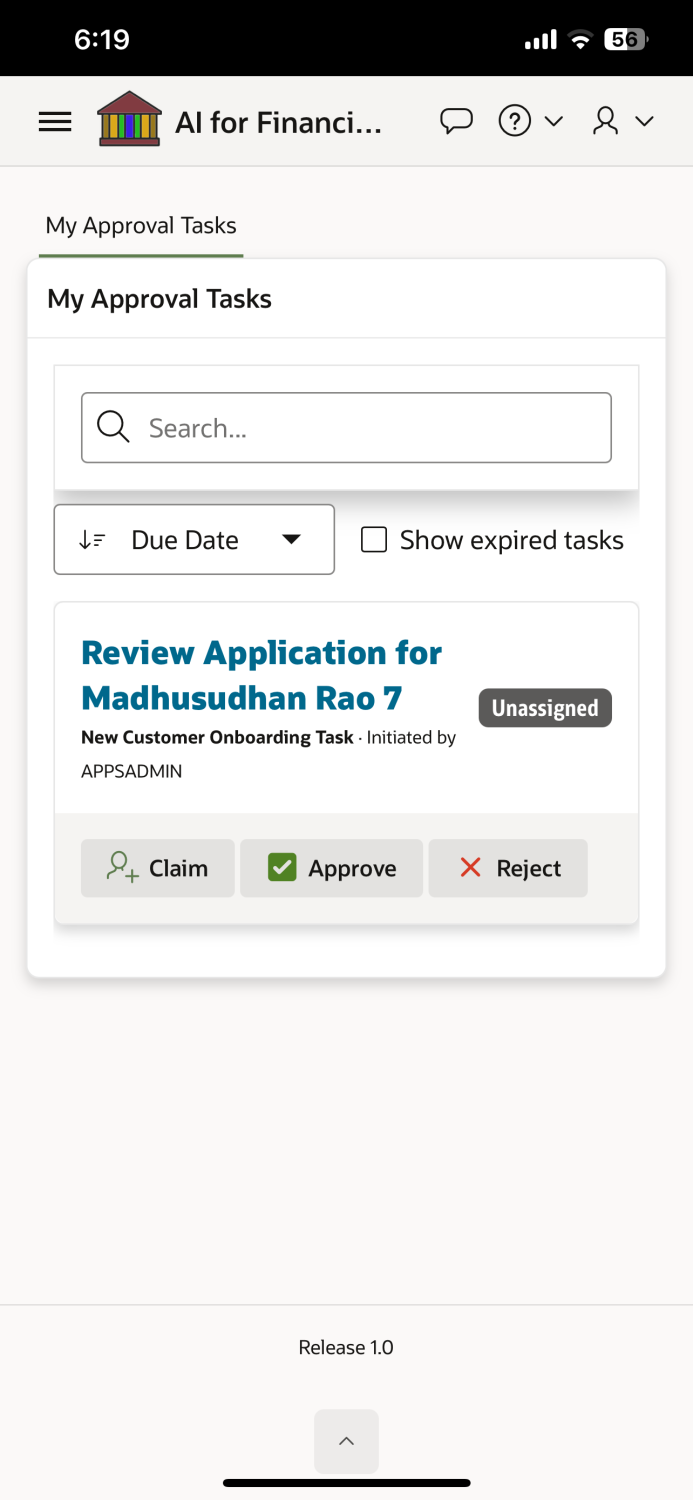 6:19
56
AI for Financi...
My Approval Tasks
My Approval Tasks
Search...
Due Date
Show expired tasks
Review Application for
Madhusudhan Rao 7
Unassigned
New Customer Onboarding Task · Initiated by
APPSADMIN
Claim
Approve
Reject
Release 1.0